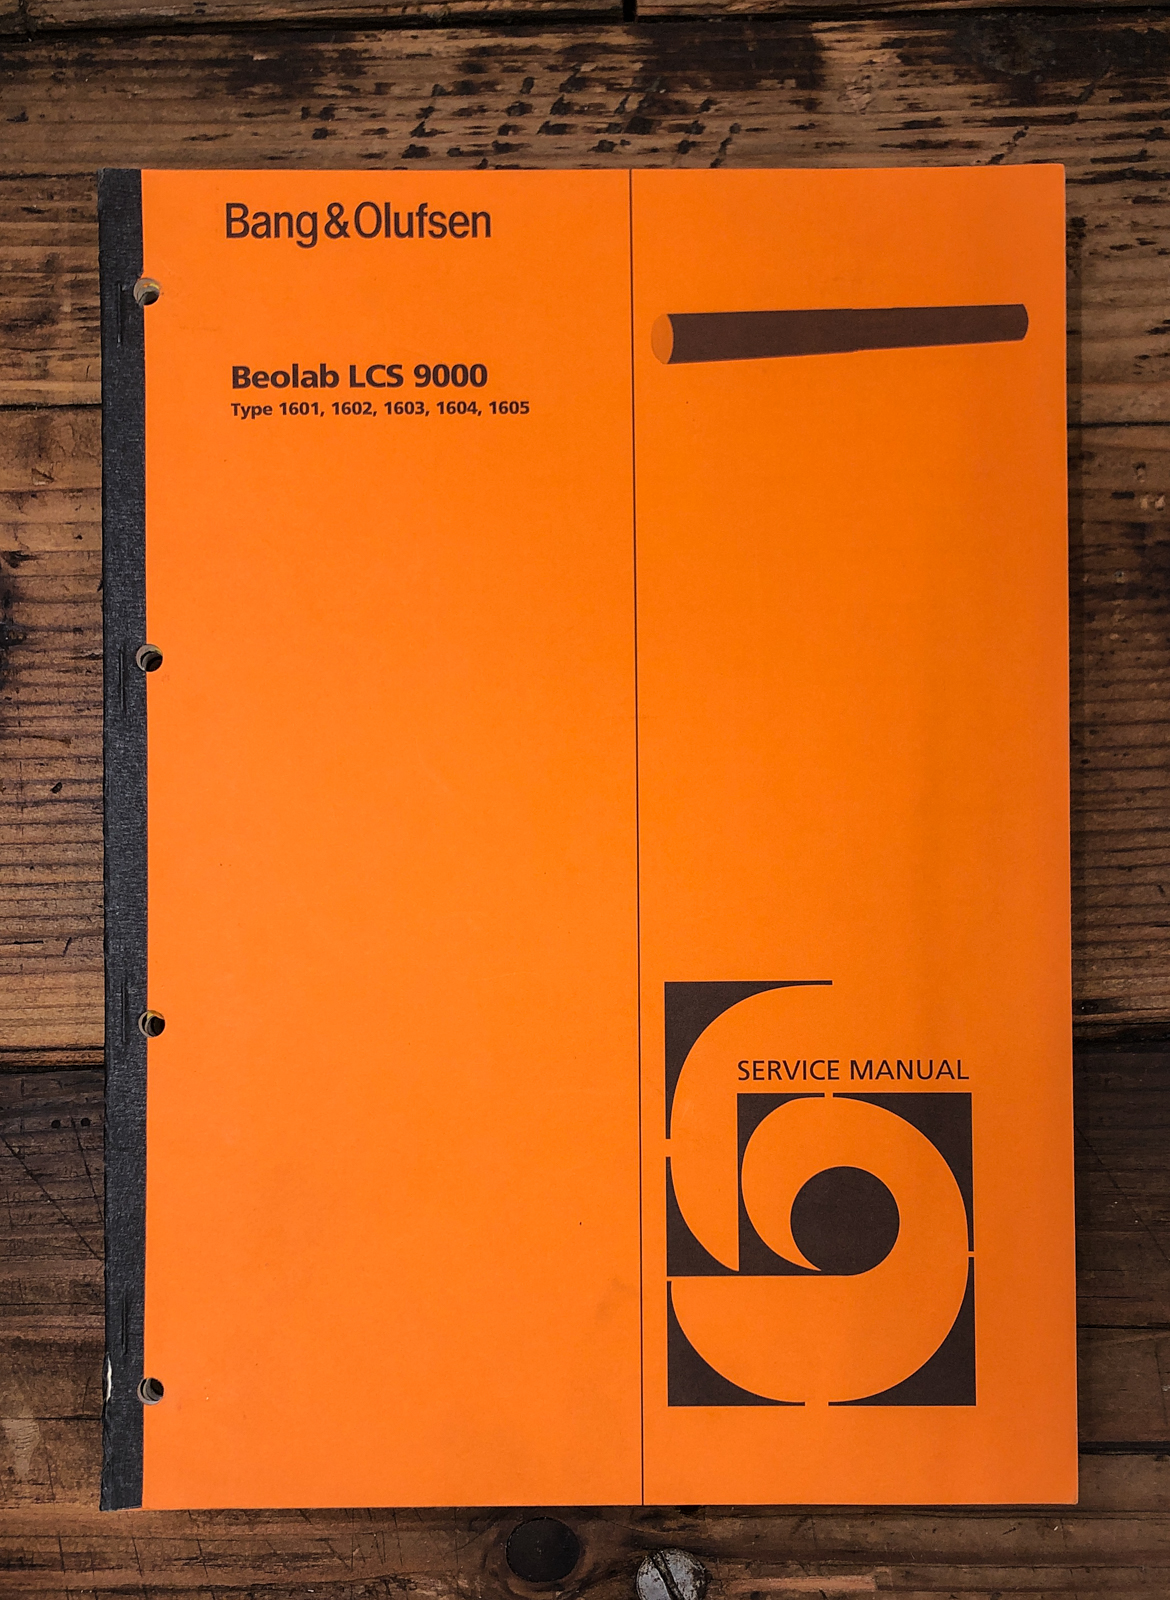 Bang & Olufsen
Beolab LCS 9000
Type 1601, 1602, 1603, 1604, 1605
SERVICE MANUAL